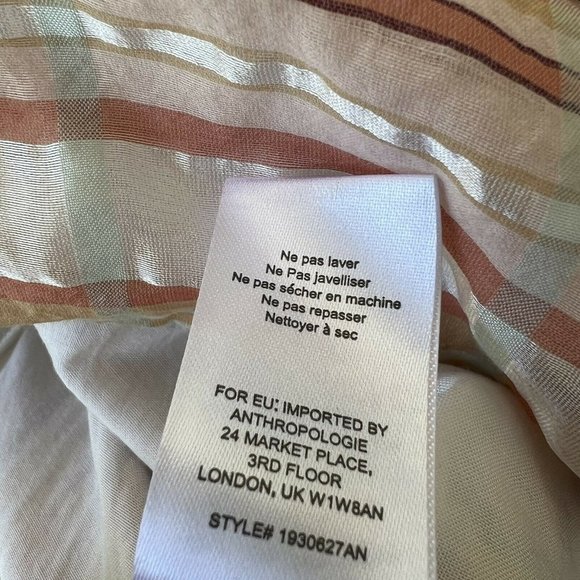 Ne pas laver
Ne Pas javelliser
Ne pas sécher en machine
Ne pas repasser
Nettoyer à sec
FOR EU: IMPORTED BY
ANTHROPOLOGIE
24 MARKET PLACE,
3RD FLOOR
LONDON, UK W1W8AN
STYLE# 1930627AN